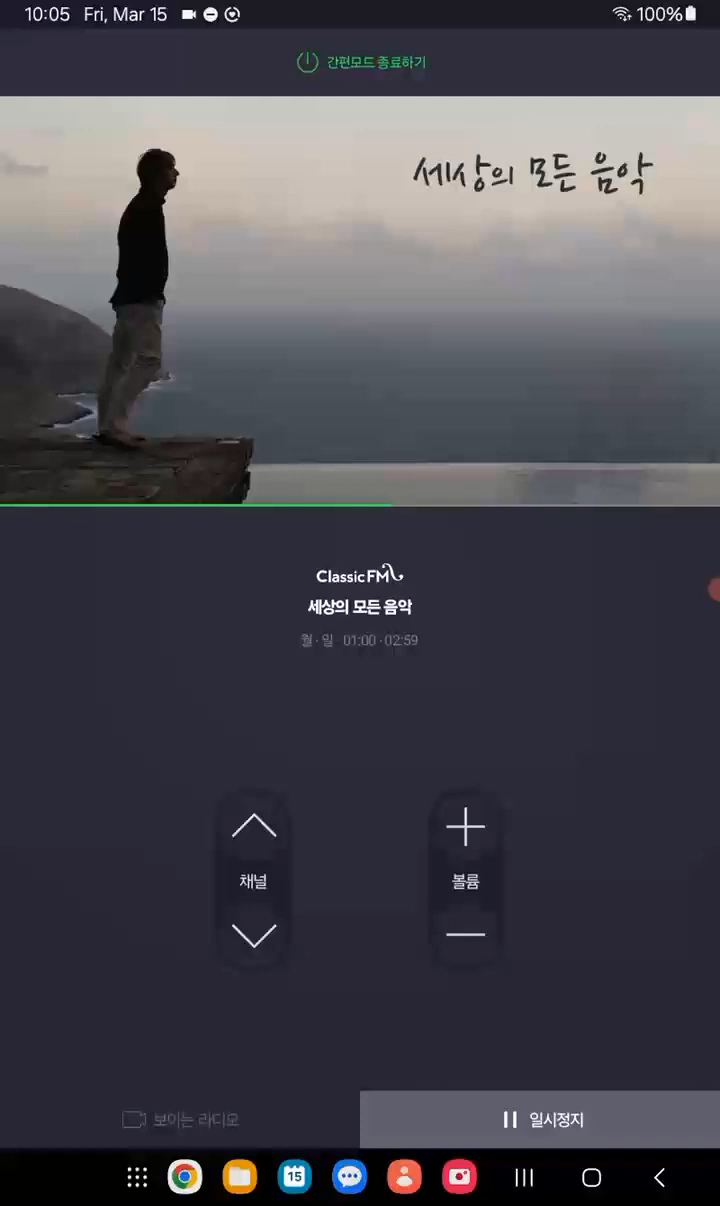 10:05 Fri, Mar 15 100%
간편모드 종료하기
세상의 모든 음악
Classic FM
세상의 모든 음악
월 - 일 01:00 - 02:59
채널 볼륨
보이는 라디오 일시정지
15